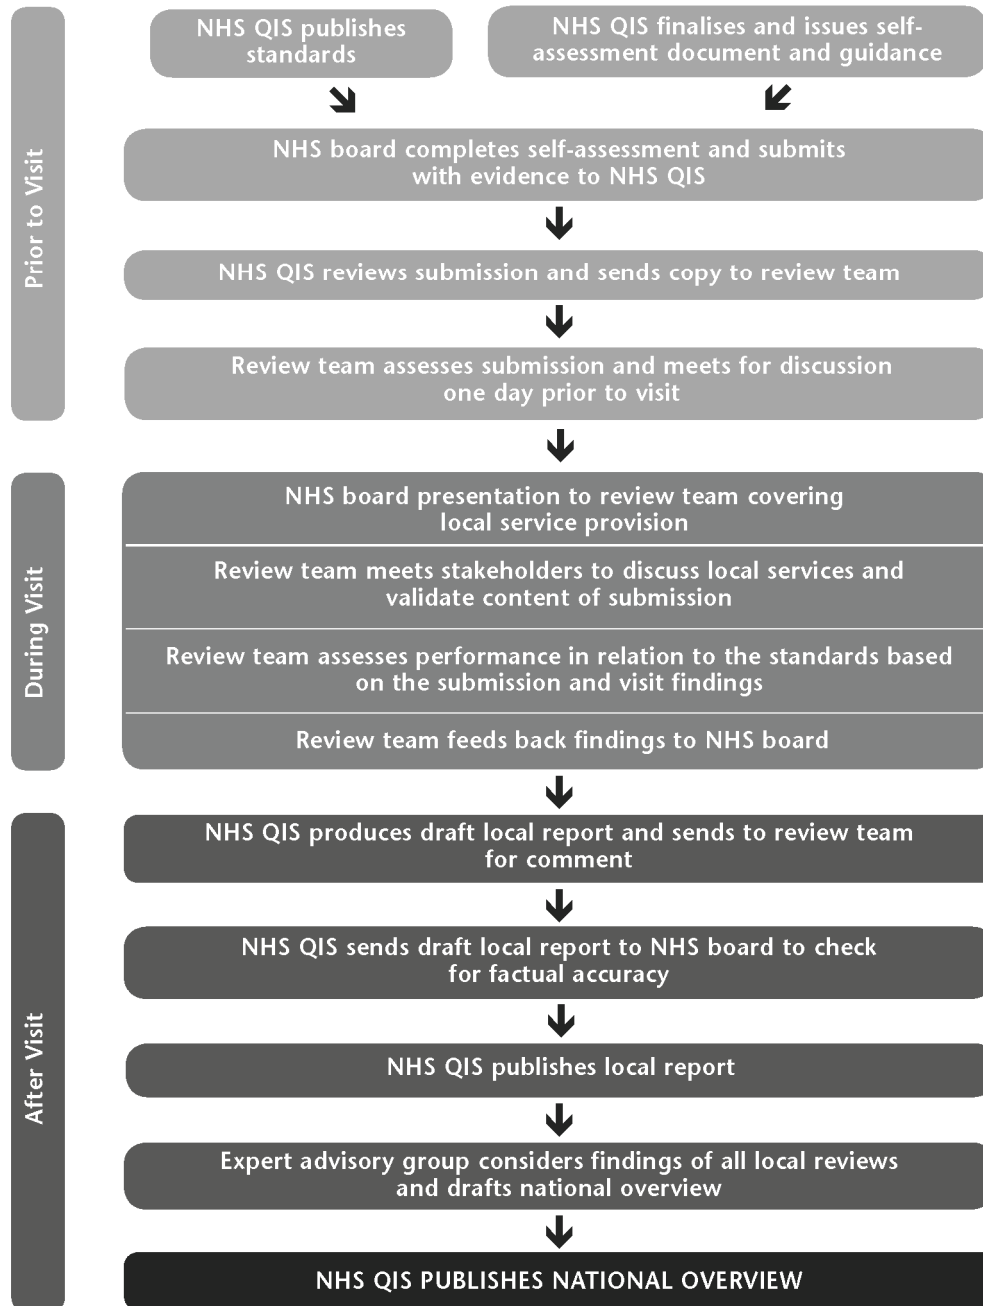 Prior to Visit
NHS QIS publishes
standards
NHS QIS finalises and issues self-
assessment document and guidance
NHS board completes self-assessment and submits
with evidence to NHS QIS
NHS QIS reviews submission and sends copy to review team
Review team assesses submission and meets for discussion
one day prior to visit
During Visit
NHS board presentation to review team covering
local service provision
Review team meets stakeholders to discuss local services and
validate content of submission
Review team assesses performance in relation to the standards based
on the submission and visit findings
Review team feeds back findings to NHS board
After Visit
NHS QIS produces draft local report and sends to review team
for comment
NHS QIS sends draft local report to NHS board to check
for factual accuracy
NHS QIS publishes local report
Expert advisory group considers findings of all local reviews
and drafts national overview
NHS QIS PUBLISHES NATIONAL OVERVIEW